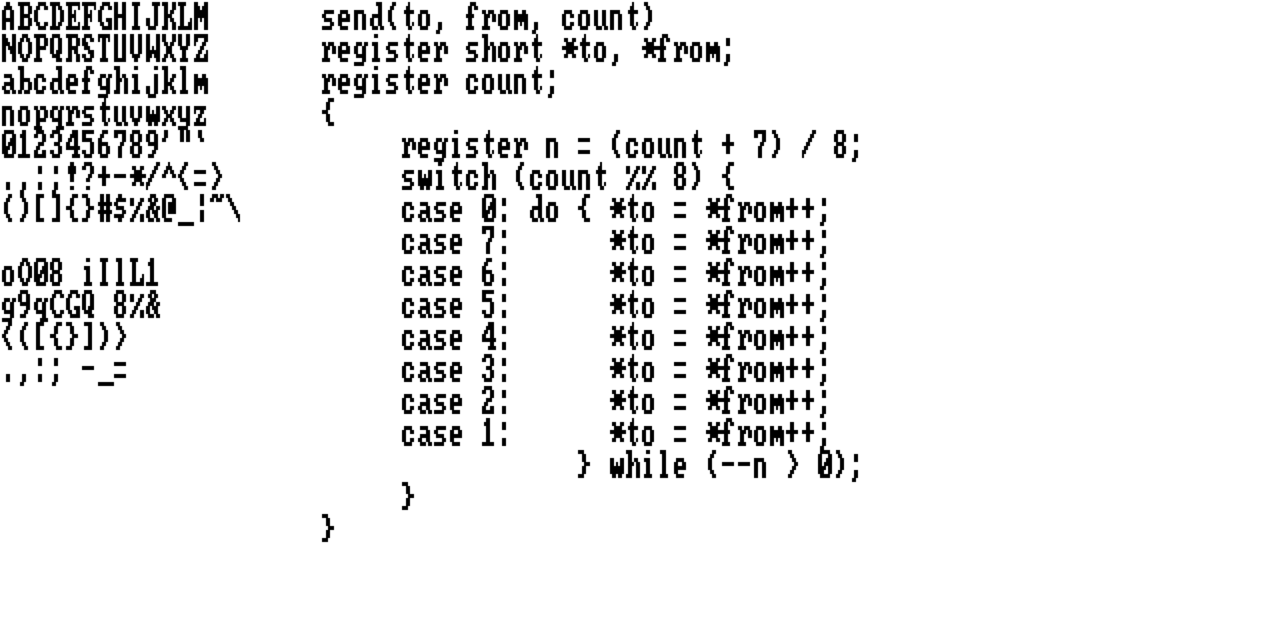 ABCDEFGHIJKLM
NOPQRSTUVWXYZ
abcdefghijklm
nopqrstuvwxyz
0123456789'"`
.,:;!?+-*/^<=>
()[]{}#$%&@_|~\
oO08 iIlL1
g9qCGQ 8%&
<([{}])>
.,:; -_=
send(to, from, count)
register short *to, *from;
register count;
{
    register n = (count + 7) / 8;
    switch (count %% 8) {
    case 0: do { *to = *from++;
    case 7:      *to = *from++;
    case 6:      *to = *from++;
    case 5:      *to = *from++;
    case 4:      *to = *from++;
    case 3:      *to = *from++;
    case 2:      *to = *from++;
    case 1:      *to = *from++;
               } while (--n > 0);
    }
}